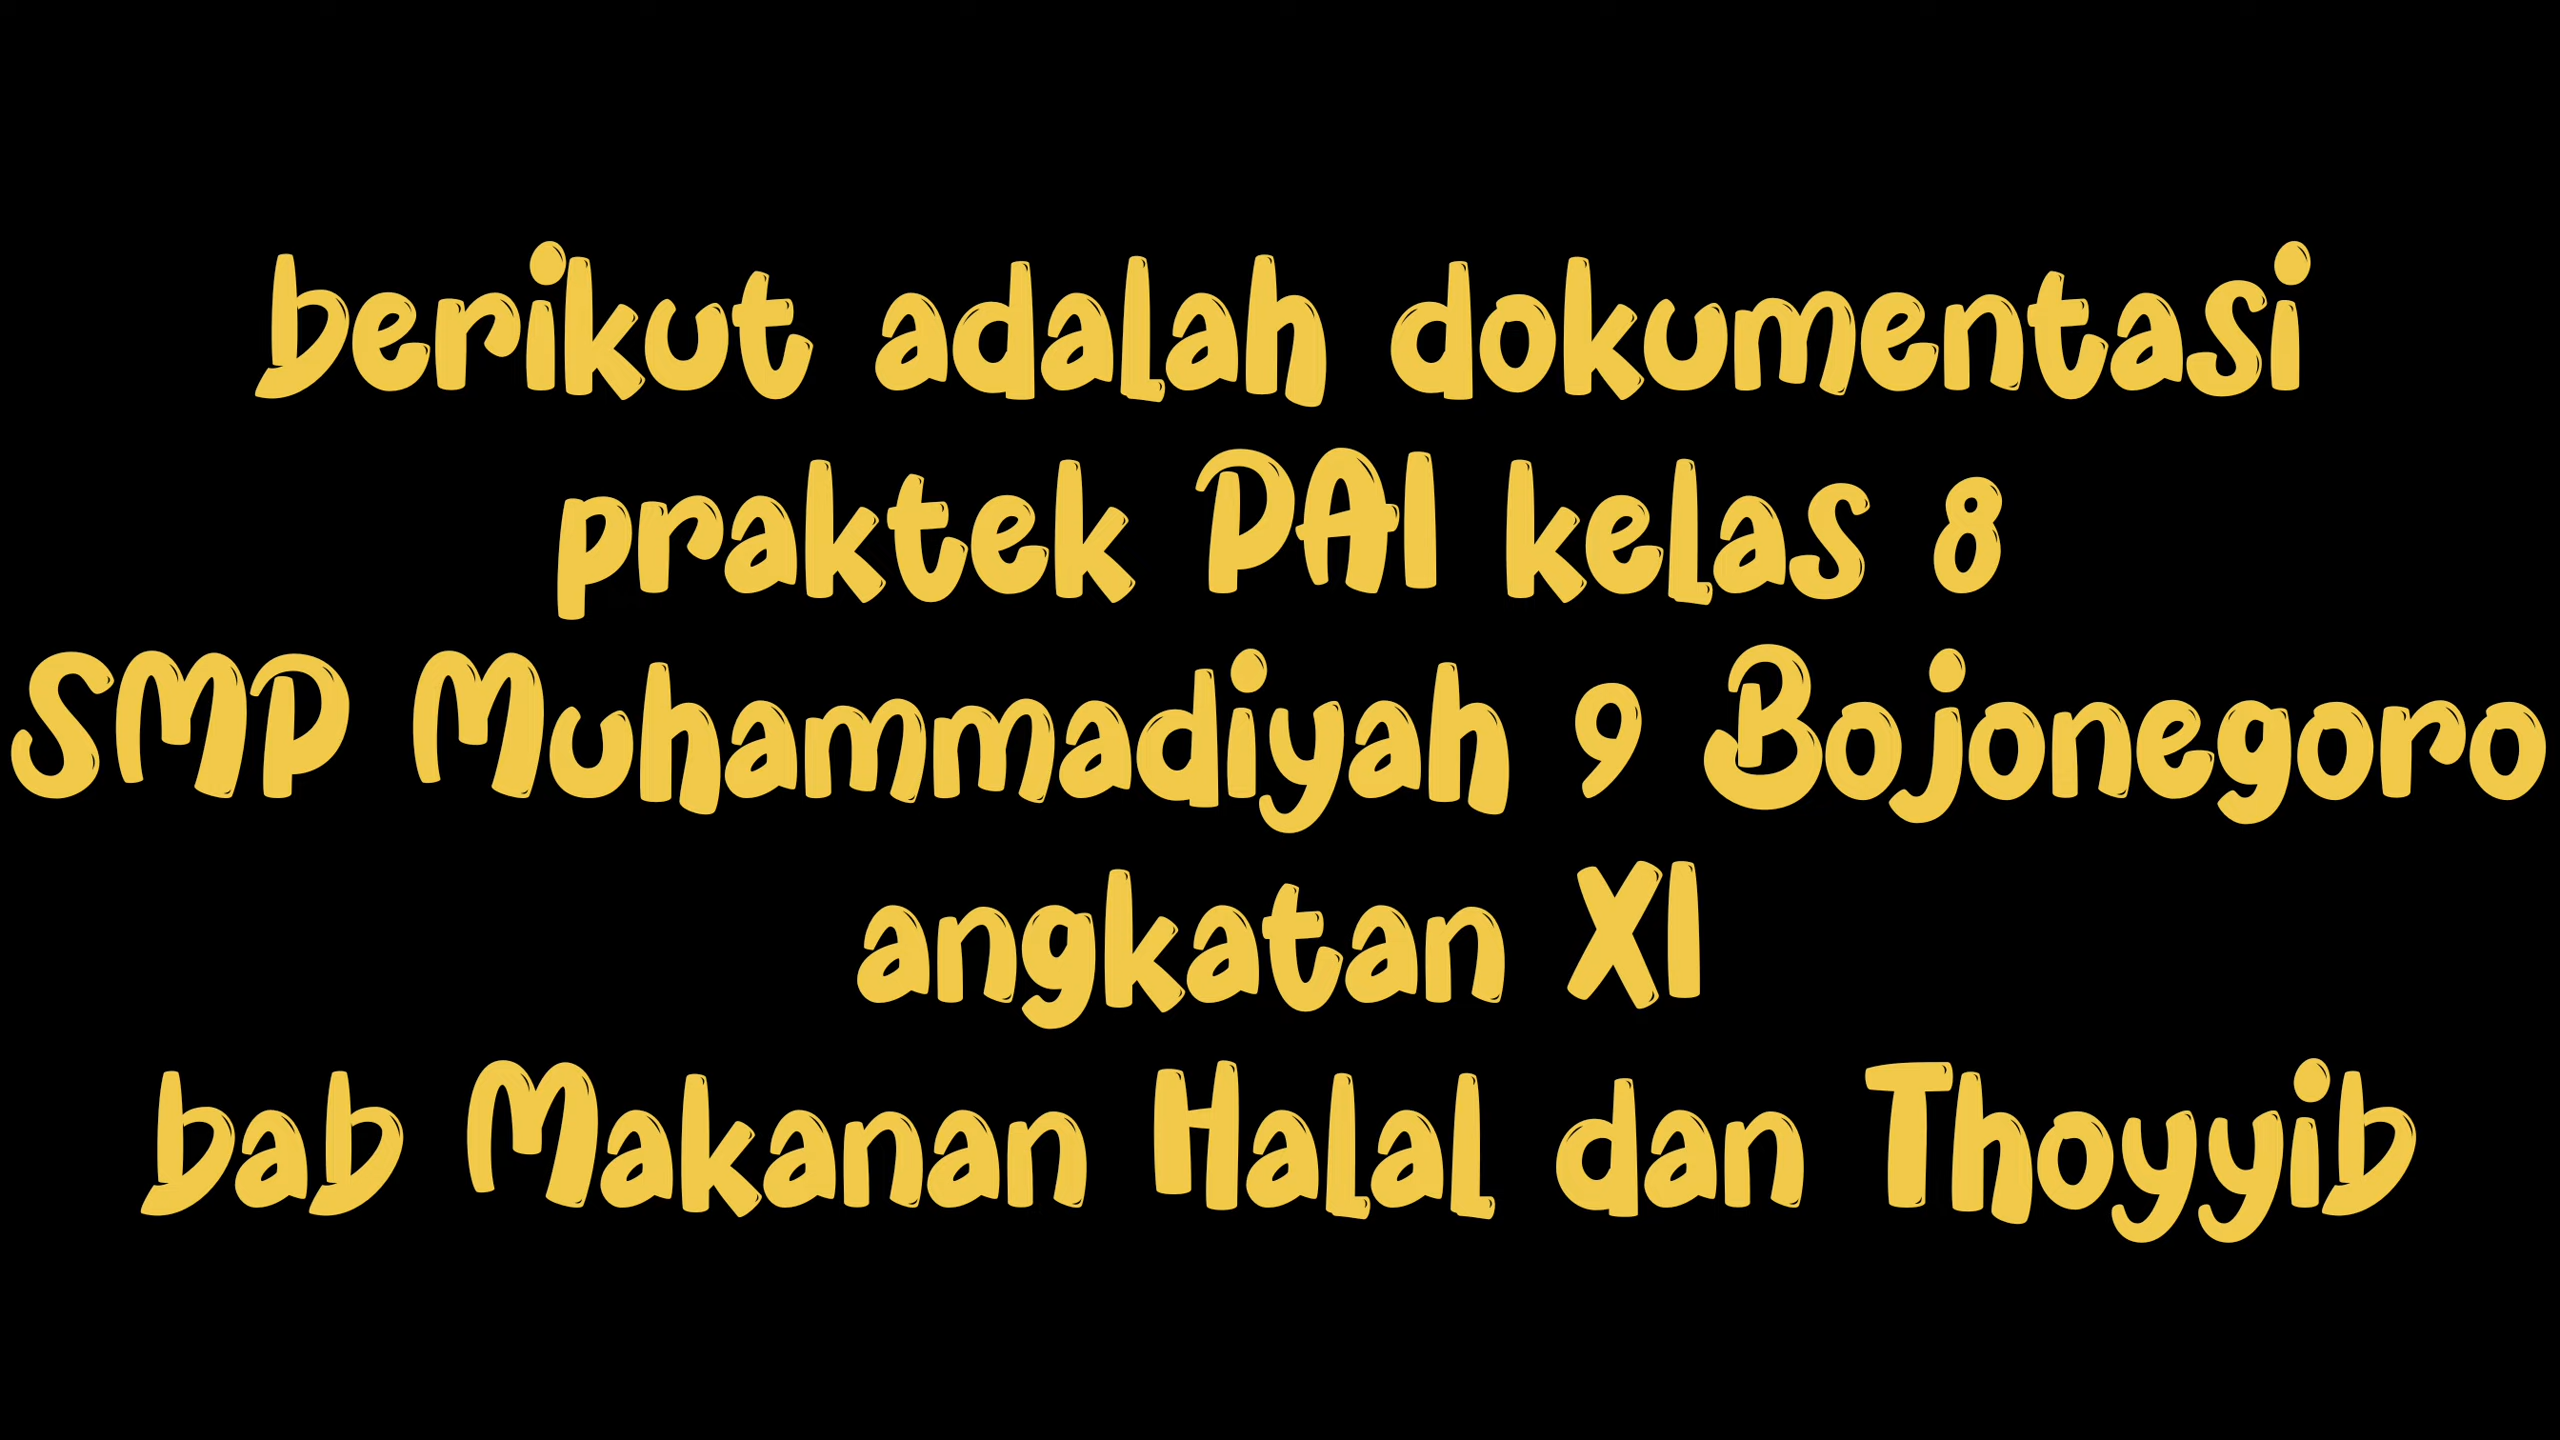 berikut adalah dokumentasi
praktek PAI kelas 8
SMP Muhammadiyah 9 Bojonegoro
angkatan XI
bab Makanan Halal dan Thoyyib